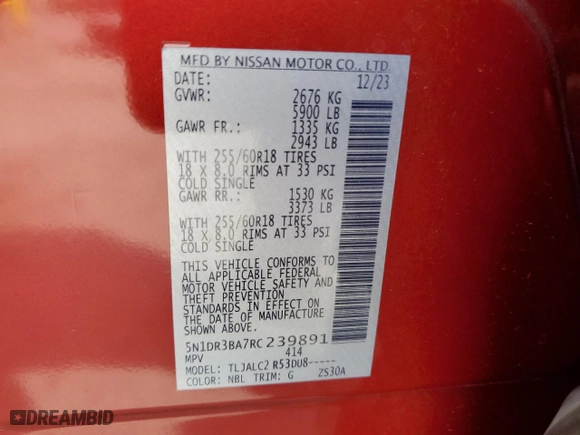 MFD BY NISSAN MOTOR CO., LTD.
DATE: 12/23
GVWR: 2676 KG
5900 LB
GAWR FR.: 1335 KG
2943 LB
WITH 255/60R18 TIRES
18 X 8.0 RIMS AT 33 PSI
COLD SINGLE
GAWR RR.: 1530 KG
3373 LB
WITH 255/60R18 TIRES
18 X 8.0 RIMS AT 33 PSI
COLD SINGLE
THIS VEHICLE CONFORMS TO
ALL APPLICABLE FEDERAL
MOTOR VEHICLE SAFETY AND
THEFT PREVENTION
STANDARDS IN EFFECT ON
THE DATE OF MANUFACTURE
SHOWN ABOVE.
5N1DR3BA7RC239891
MPV 414
MODEL: TLJALC2 R53DU8-----
COLOR: NBL TRIM: G ZS30A
DREAMBID